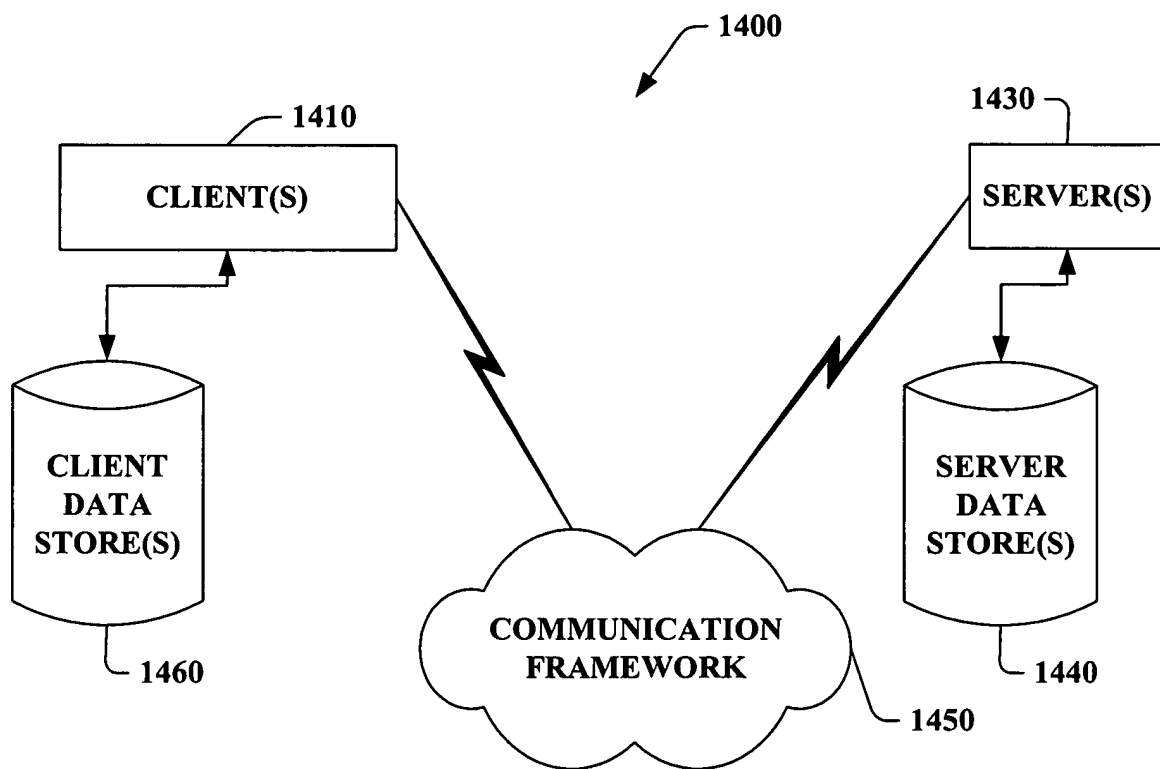 1400
1410
1430
CLIENT(S)
SERVER(S)
CLIENT
DATA
STORE(S)
SERVER
DATA
STORE(S)
COMMUNICATION
FRAMEWORK
1460
1440
1450